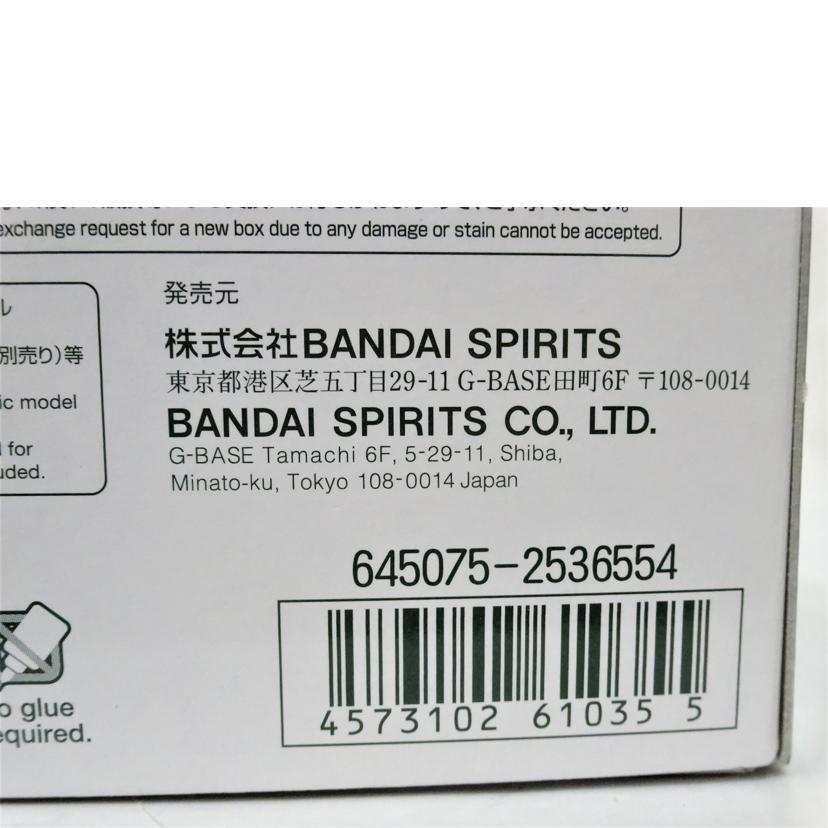 exchange request for a new box due to any damage or stain cannot be accepted.
ル
別売り)等
ic model
for
uded.
発売元
株式会社BANDAI SPIRITS
東京都港区芝五丁目29-11 G-BASE田町6F 〒108-0014
BANDAI SPIRITS CO., LTD.
G-BASE Tamachi 6F, 5-29-11, Shiba,
Minato-ku, Tokyo 108-0014 Japan
645075-2536554
4573102 61035 5
o glue
equired.